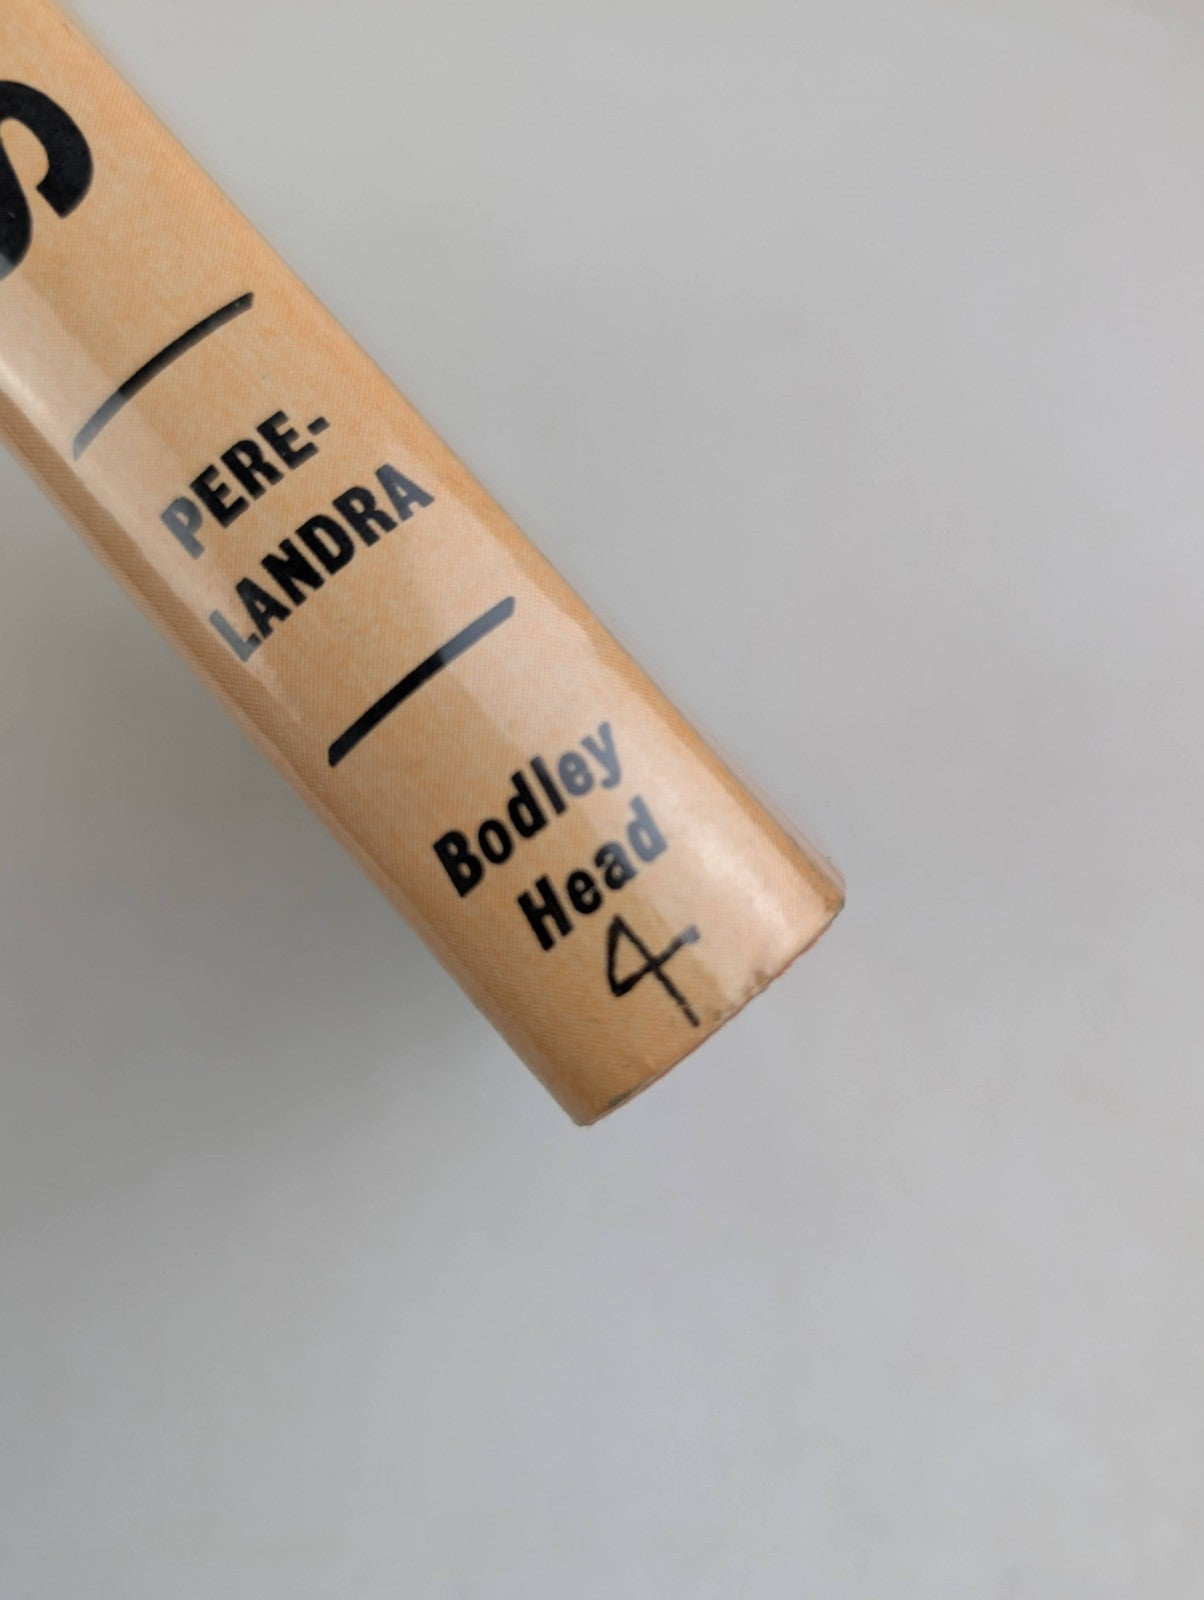 S
PERE-
LANDRA
Bodley
Head
4